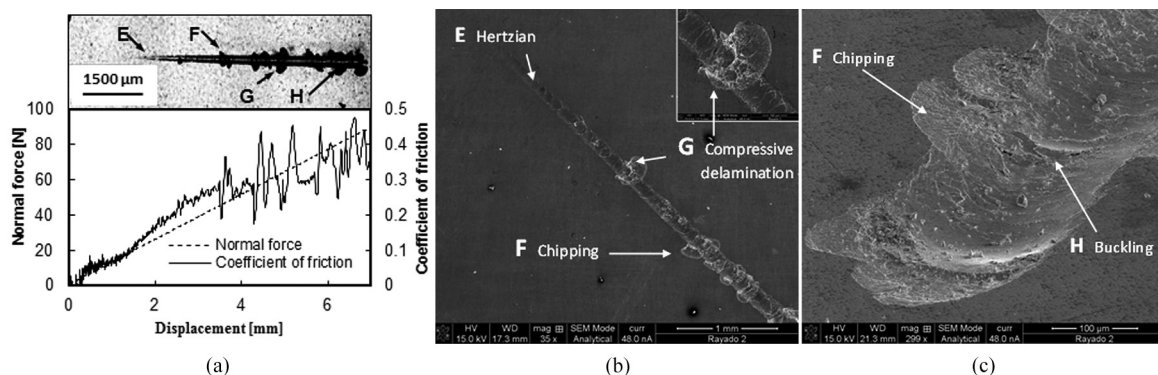 E
F
1500 µm
G
H
100
80
60
40
20
0
Normal force [N]
0.5
0.4
0.3
0.2
0.1
0
Coefficient of friction
Normal force
Coefficient of friction
0 2 4 6
Displacement [mm]
(a)
E Hertzian
G Compressive
delamination
F Chipping
HV WD mag SEM Mode curr
15.0 kV 17.3 mm 35 x Analytical 48.0 nA
1 mm
Rayado 2
(b)
F Chipping
H Buckling
HV WD mag SEM Mode curr
15.0 kV 21.3 mm 299 x Analytical 48.0 nA
100 µm
Rayado 2
(c)